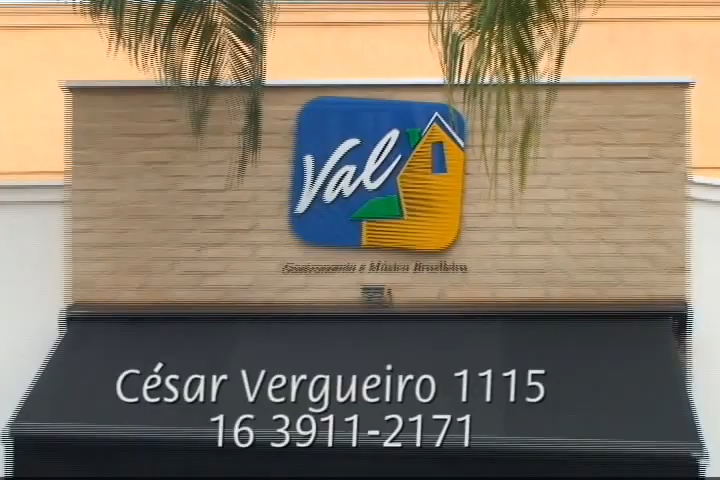 Val
Gastronomia e Música Brasileira
César Vergueiro 1115
16 3911-2171